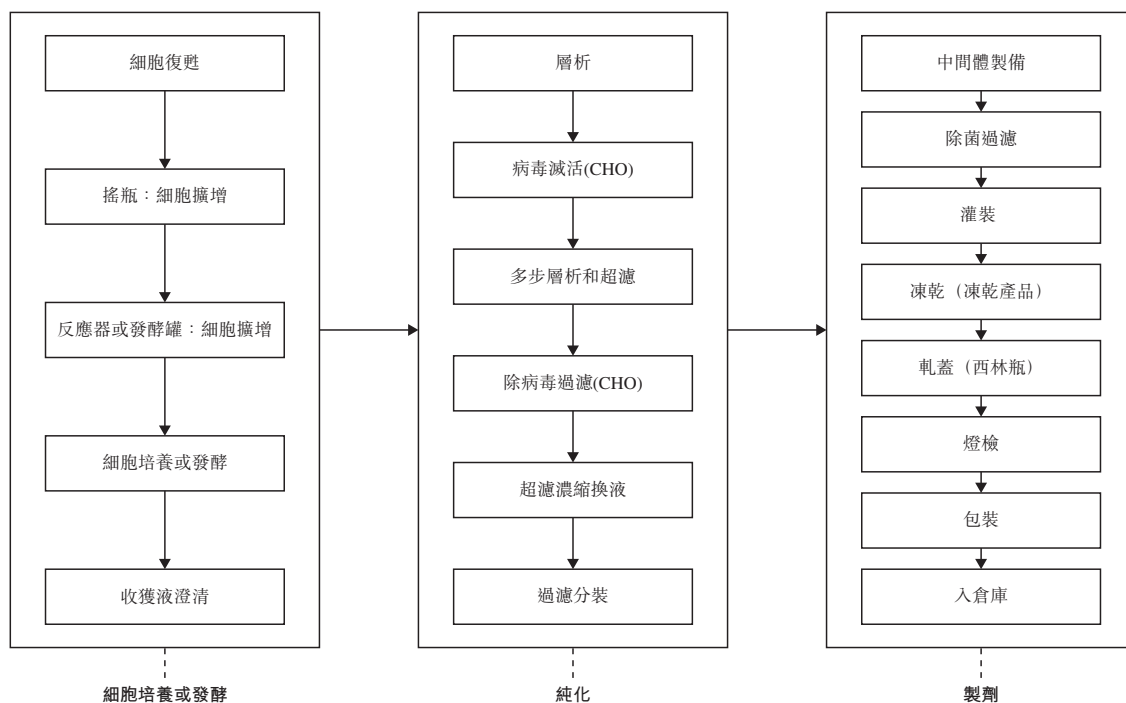 細胞復甦
搖瓶：細胞擴增
反應器或發酵罐：細胞擴增
細胞培養或發酵
收獲液澄清
細胞培養或發酵
層析
病毒滅活(CHO)
多步層析和超濾
除病毒過濾(CHO)
超濾濃縮換液
過濾分裝
純化
中間體製備
除菌過濾
灌裝
凍乾（凍乾產品）
軋蓋（西林瓶）
燈檢
包裝
入倉庫
製劑